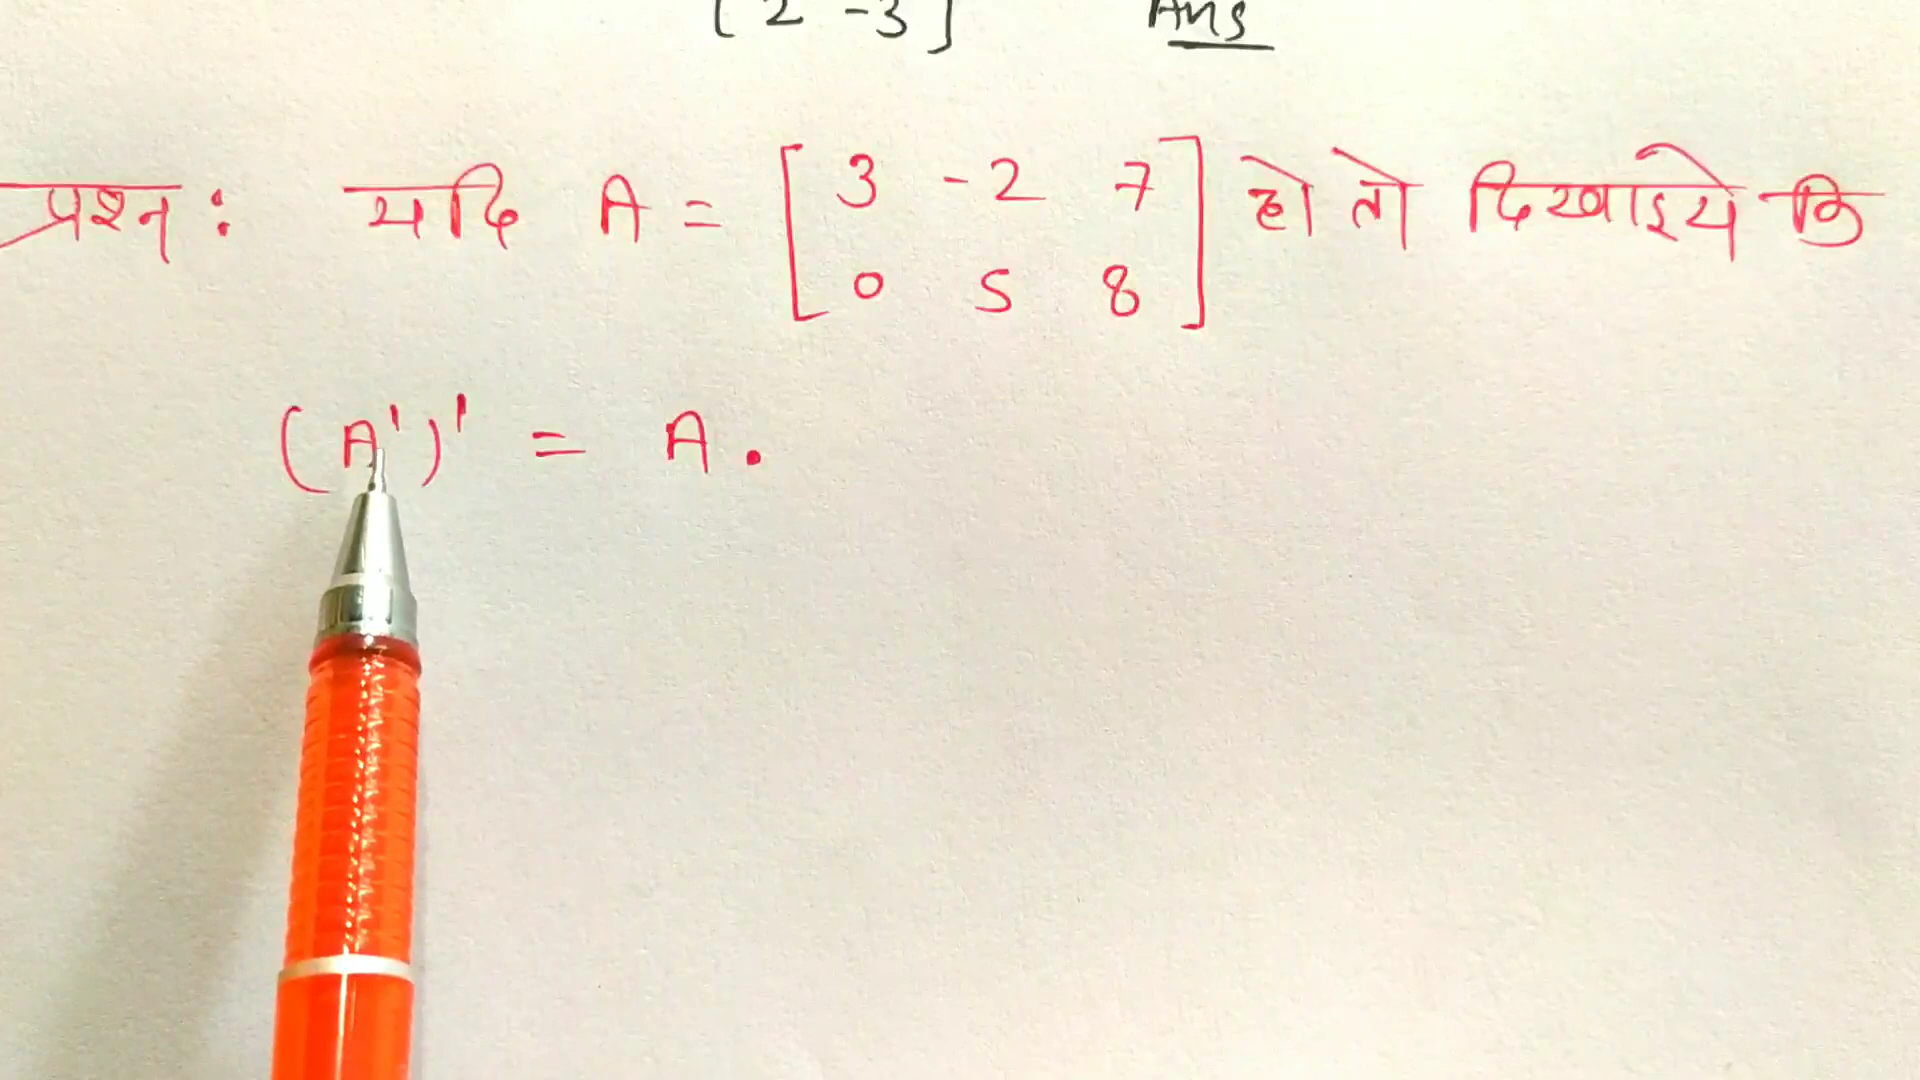 [ 2 -3 ] Ans
प्रश्न : यदि A = [ 3 -2 7 ] हो तो दिखाइये कि
0 5 8
(A')' = A .